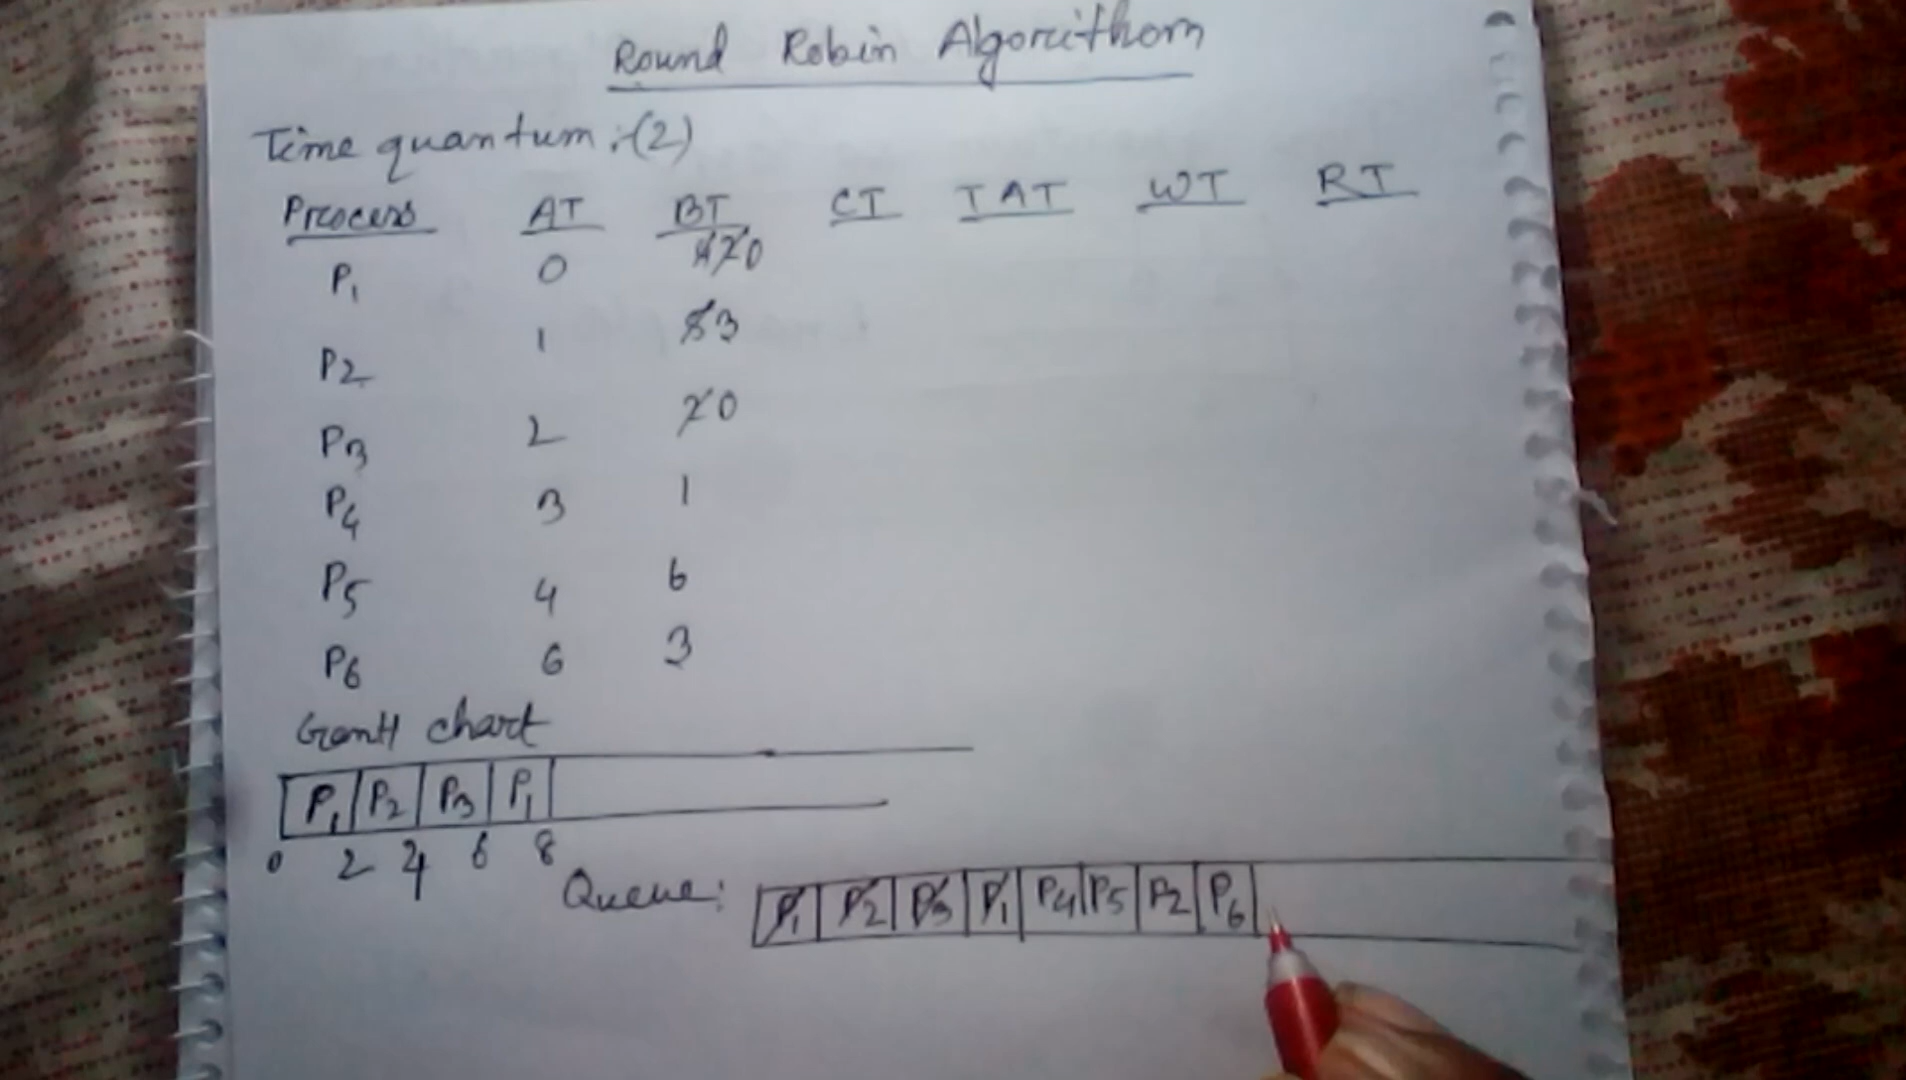 Round Robin Algorithom
Time quantum :-(2)
Process AT BT CT TAT WT RT
P1 0 4 2 0
P2 1 5 3
P3 2 2 0
P4 3 1
P5 4 6
P6 6 3
Gantt chart
P1 P2 P3 P1
0 2 4 6 8
Queue: P1 P2 P3 P1 P4 P5 P2 P6